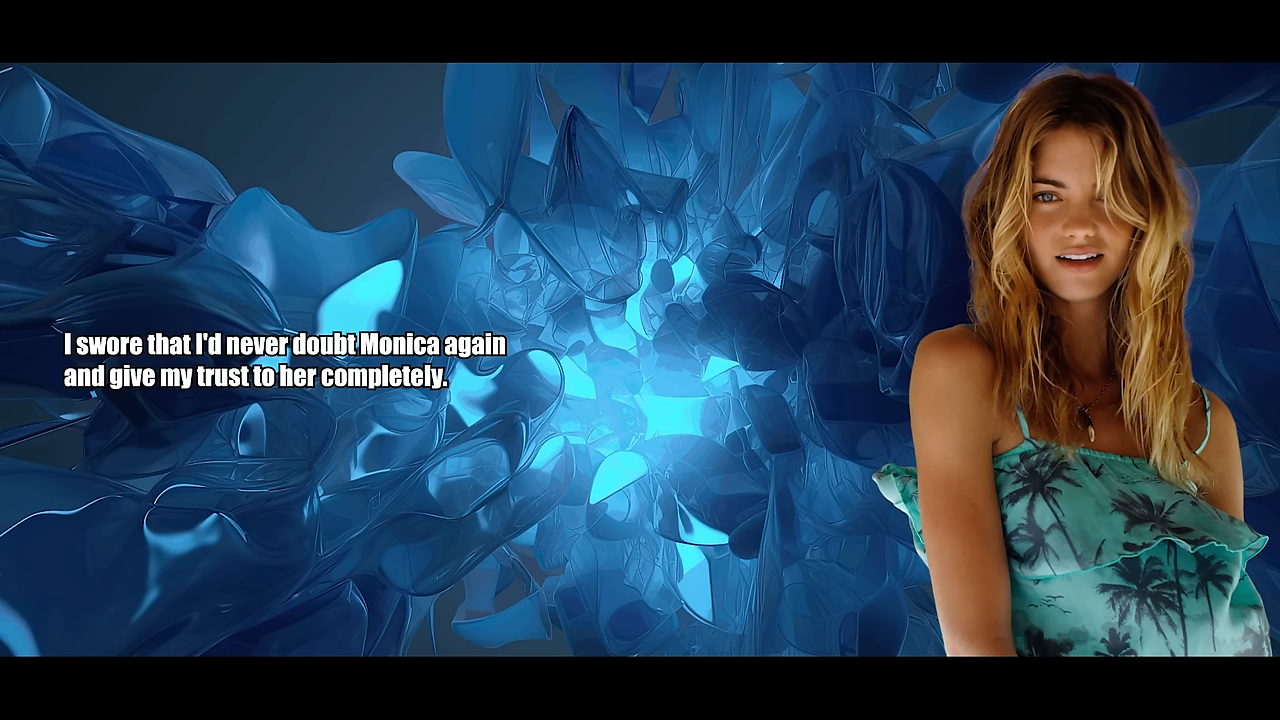 I swore that I'd never doubt Monica again
and give my trust to her completely.